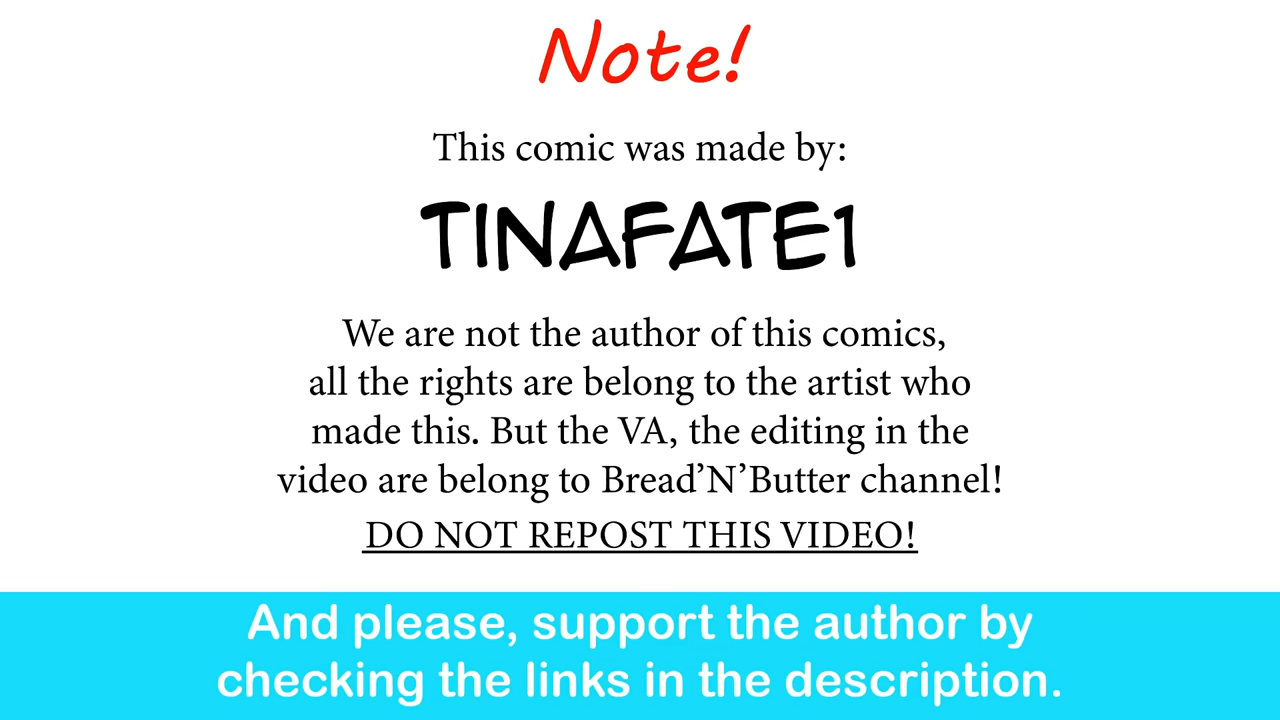 Note!
This comic was made by:
TINAFATE1
We are not the author of this comics,
all the rights are belong to the artist who
made this. But the VA, the editing in the
video are belong to Bread’N’Butter channel!
DO NOT REPOST THIS VIDEO!
And please, support the author by
checking the links in the description.